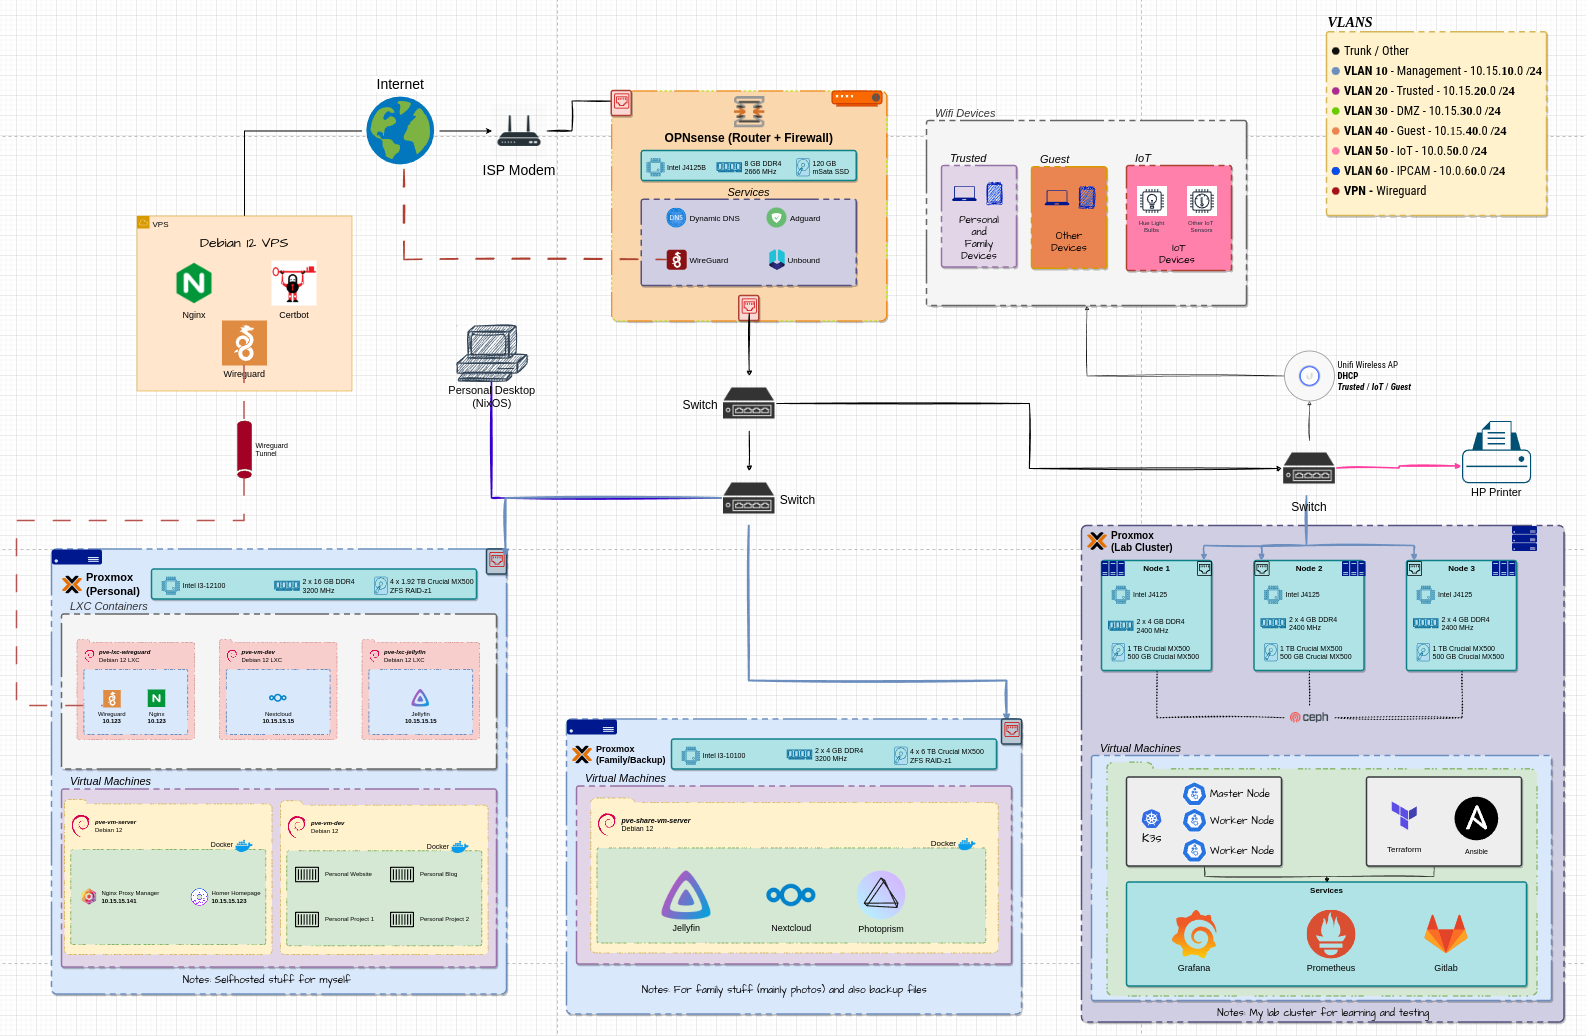 VLANS
Trunk / Other
VLAN 10 - Management - 10.15.10.0 /24
VLAN 20 - Trusted - 10.15.20.0 /24
VLAN 30 - DMZ - 10.15.30.0 /24
VLAN 40 - Guest - 10.15.40.0 /24
VLAN 50 - IoT - 10.0.50.0 /24
VLAN 60 - IPCAM - 10.0.60.0 /24
VPN - Wireguard
Internet
ISP Modem
OPNsense (Router + Firewall)
Intel J4125B
8 GB DDR4
2666 MHz
120 GB
mSata SSD
Services
DNS
Dynamic DNS
Adguard
WireGuard
Unbound
Wifi Devices
Trusted
Personal
and
Family
Devices
Guest
Other
Devices
IoT
Hue Light
Bulbs
Other IoT
Sensors
IoT
Devices
VPS
Debian 12 VPS
Nginx
Certbot
Wireguard
Wireguard
Tunnel
Personal Desktop
(NixOS)
Switch
Switch
Unifi Wireless AP
DHCP
Trusted / IoT / Guest
Switch
HP Printer
Proxmox
(Personal)
Intel I3-12100
2 x 16 GB DDR4
3200 MHz
4 x 1.92 TB Crucial MX500
ZFS RAID-z1
LXC Containers
pve-lxc-wireguard
Debian 12 LXC
Wireguard
10.123
Nginx
10.123
pve-vm-dev
Debian 12 LXC
Nextcloud
10.15.15.15
pve-lxc-jellyfin
Debian 12 LXC
Jellyfin
10.15.15.15
Virtual Machines
pve-vm-server
Debian 12
Docker
Nginx Proxy Manager
10.15.15.141
Homer Homepage
10.15.15.123
pve-vm-dev
Debian 12
Docker
Personal Website
Personal Blog
Personal Project 1
Personal Project 2
Notes: Selfhosted stuff for myself
Proxmox
(Family/Backup)
Intel I3-10100
2 x 4 GB DDR4
3200 MHz
4 x 6 TB Crucial MX500
ZFS RAID-z1
Virtual Machines
pve-share-vm-server
Debian 12
Docker
Jellyfin
Nextcloud
Photoprism
Notes: For family stuff (mainly photos) and also backup files
Proxmox
(Lab Cluster)
Node 1
Intel J4125
2 x 4 GB DDR4
2400 MHz
1 TB Crucial MX500
500 GB Crucial MX500
Node 2
Intel J4125
2 x 4 GB DDR4
2400 MHz
1 TB Crucial MX500
500 GB Crucial MX500
Node 3
Intel J4125
2 x 4 GB DDR4
2400 MHz
1 TB Crucial MX500
500 GB Crucial MX500
ceph
Virtual Machines
K3s
Master Node
Worker Node
Worker Node
Terraform
Ansible
Services
Grafana
Prometheus
Gitlab
Notes: My lab cluster for learning and testing